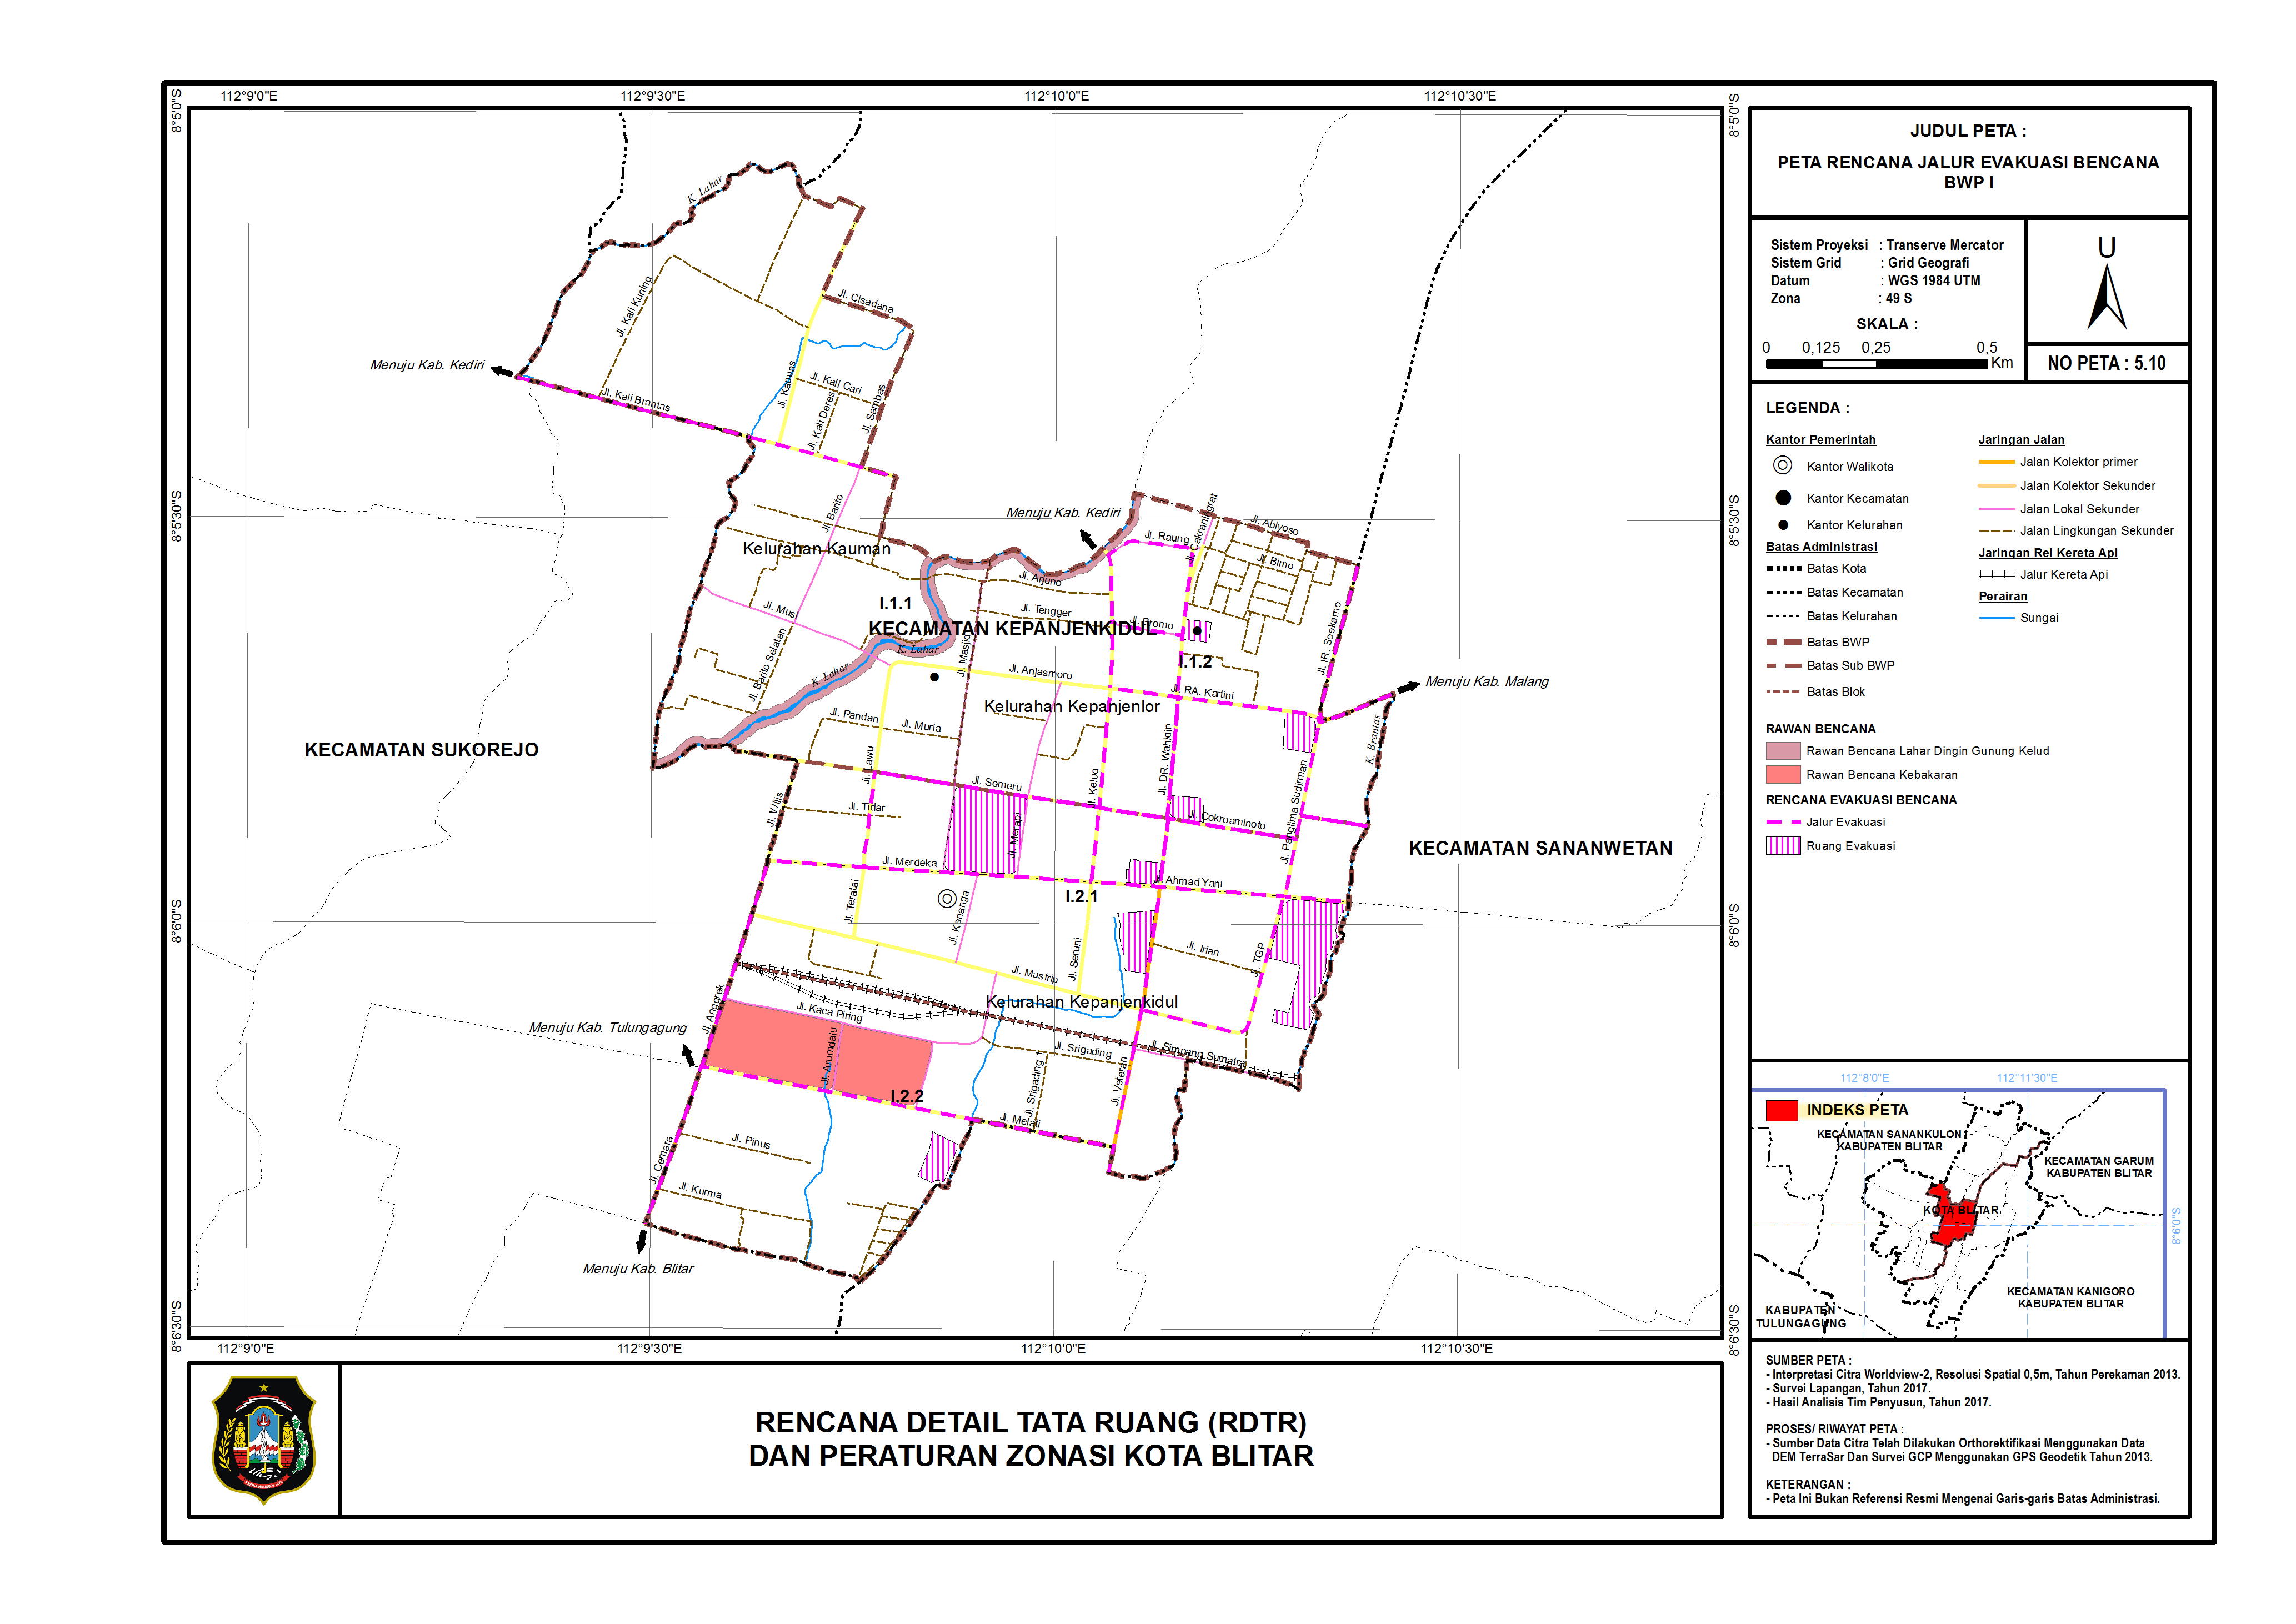 112°9'0"E
112°9'30"E
112°10'0"E
112°10'30"E
8°5'0"S
8°5'0"S
JUDUL PETA :
PETA RENCANA JALUR EVAKUASI BENCANA
BWP I
Sistem Proyeksi : Transerve Mercator
Sistem Grid : Grid Geografi
Datum : WGS 1984 UTM
Zona : 49 S
SKALA :
0 0,125 0,25 0,5
Km
U
NO PETA : 5.10
LEGENDA :
Kantor Pemerintah
Kantor Walikota
Kantor Kecamatan
Kantor Kelurahan
Batas Administrasi
Batas Kota
Batas Kecamatan
Batas Kelurahan
Batas BWP
Batas Sub BWP
Batas Blok
Jaringan Jalan
Jalan Kolektor primer
Jalan Kolektor Sekunder
Jalan Lokal Sekunder
Jalan Lingkungan Sekunder
Jaringan Rel Kereta Api
Jalur Kereta Api
Perairan
Sungai
RAWAN BENCANA
Rawan Bencana Lahar Dingin Gunung Kelud
Rawan Bencana Kebakaran
RENCANA EVAKUASI BENCANA
Jalur Evakuasi
Ruang Evakuasi
K. Lahar
Jl. Kali Kuning
Jl. Cisadana
Menuju Kab. Kediri
Jl. Kali Brantas
Jl. Kapuas
Jl. Kali Cari
Jl. Kali Deres
Jl. Sambas
8°5'30"S
8°5'30"S
Jl. Barito
Kelurahan Kauman
Menuju Kab. Kediri
Jl. Raung
Jl. Cakraningrat
Jl. Abiyoso
Jl. Bimo
Jl. Arjuno
I.1.1
Jl. Musi
Jl. Tengger
Jl. Bromo
KECAMATAN KEPANJENKIDUL
Jl. IR. Soekarno
K. Lahar
Jl. Masjid
I.1.2
Jl. Barito Selatan
K. Lahar
Jl. Anjasmoro
Jl. RA. Kartini
Menuju Kab. Malang
Kelurahan Kepanjenlor
Jl. Pandan
Jl. Muria
K. Brantas
KECAMATAN SUKOREJO
Jl. Lawu
Jl. Semeru
Jl. Kelud
Jl. DR. Wahidin
Jl. Panglima Sudirman
Jl. Wilis
Jl. Tidar
Jl. Merapi
Jl. Cokroaminoto
KECAMATAN SANANWETAN
Jl. Merdeka
Jl. Ahmad Yani
I.2.1
Jl. Teratai
Jl. Kenanga
8°6'0"S
8°6'0"S
Jl. Seruni
Jl. Irian
Jl. TGP
Jl. Mastrip
Kelurahan Kepanjenkidul
Jl. Anggrek
Jl. Kaca Piring
Menuju Kab. Tulungagung
Jl. Arumdalu
Jl. Srigading
Jl. Simpang Sumatra
Jl. Srigading 1
Jl. Veteran
I.2.2
Jl. Melati
Jl. Pinus
Jl. Cemara
Jl. Kurma
Menuju Kab. Blitar
8°6'30"S
8°6'30"S
112°9'0"E
112°9'30"E
112°10'0"E
112°10'30"E
112°8'0"E
112°11'30"E
INDEKS PETA
KECAMATAN SANANKULON
KABUPATEN BLITAR
KECAMATAN GARUM
KABUPATEN BLITAR
KOTA BLITAR
8°6'0"S
KECAMATAN KANIGORO
KABUPATEN BLITAR
KABUPATEN
TULUNGAGUNG
RENCANA DETAIL TATA RUANG (RDTR)
DAN PERATURAN ZONASI KOTA BLITAR
SUMBER PETA :
- Interpretasi Citra Worldview-2, Resolusi Spatial 0,5m, Tahun Perekaman 2013.
- Survei Lapangan, Tahun 2017.
- Hasil Analisis Tim Penyusun, Tahun 2017.
PROSES/ RIWAYAT PETA :
- Sumber Data Citra Telah Dilakukan Orthorektifikasi Menggunakan Data
DEM TerraSar Dan Survei GCP Menggunakan GPS Geodetik Tahun 2013.
KETERANGAN :
- Peta Ini Bukan Referensi Resmi Mengenai Garis-garis Batas Administrasi.